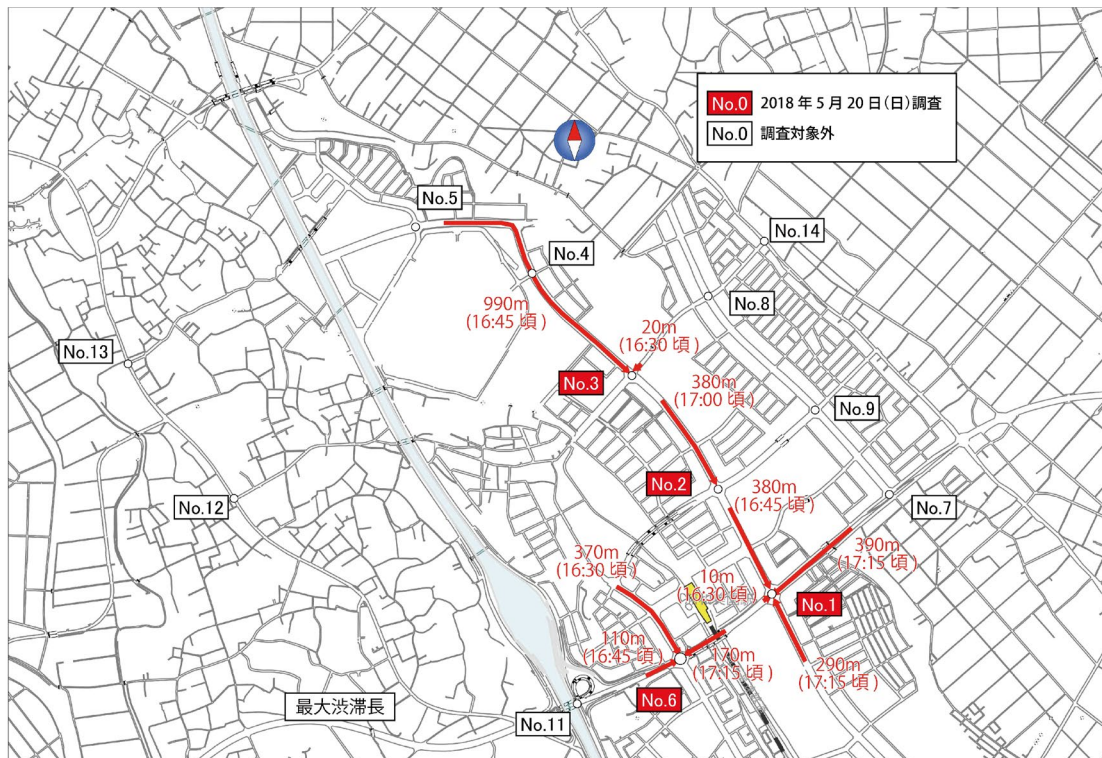 No.0 2018年5月20日(日)調査
No.0 調査対象外
No.5
No.14
No.4
No.8
990m
(16:45 頃)
20m
(16:30 頃)
No.13
No.3
380m
(17:00 頃)
No.9
No.2
380m
(16:45 頃)
No.12
No.7
370m
(16:30 頃)
390m
(17:15 頃)
10m
(16:30 頃)
No.1
110m
(16:45 頃)
170m
(17:15 頃)
290m
(17:15 頃)
No.6
最大渋滞長
No.11